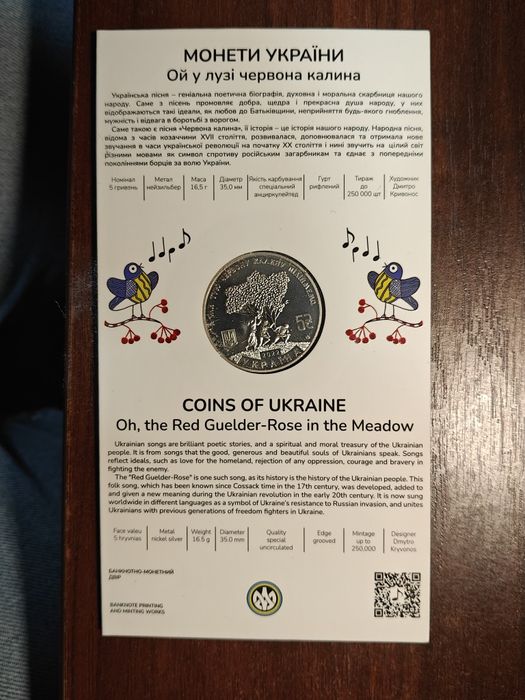 МОНЕТИ УКРАЇНИ
Ой у лузі червона калина
Українська пісня – геніальна поетична біографія, духовна і моральна скарбниця нашого
народу. Саме з пісень промовляє добра, щедра і прекрасна душа народу, у них
відображаються такі ідеали, як любов до Батьківщини, неприйняття будь-якого гноблення,
мужність і відвага в боротьбі з ворогом.
Саме такою є пісня «Червона калина», її історія – це історія нашого народу. Народна пісня,
відома з часів козаччини XVII століття, розвивалася, доповнювалася та отримала нове
звучання в часи української революції на початку XX століття і нині звучить на цілий світ
різними мовами як символ спротиву російським загарбникам та єднає з попередніми
поколіннями борців за волю України.
Номінал Метал Маса Діаметр Якість карбування Гурт Тираж Художник
5 гривень нейзильбер 16,5 г 35,0 мм спеціальний рифлений до Дмитро
анциркулейтед 250 000 шт Кривонос
5
2022
УКРАЇНА
COINS OF UKRAINE
Oh, the Red Guelder-Rose in the Meadow
Ukrainian songs are brilliant poetic stories, and a spiritual and moral treasury of the Ukrainian
people. It is from songs that the good, generous and beautiful souls of Ukrainians speak. Songs
reflect ideals, such as love for the homeland, rejection of any oppression, courage and bravery in
fighting the enemy.
The "Red Guelder-Rose" is one such song, as its history is the history of the Ukrainian people. This
folk song, which has been known since Cossack time in the 17th century, was developed, added to
and given a new meaning during the Ukrainian revolution in the early 20th century. It is now sung
worldwide in different languages as a symbol of Ukraine's resistance to Russian invasion, and unites
Ukrainians with previous generations of freedom fighters in Ukraine.
Face valeu Metal Weight Diameter Quality Edge Mintage Designer
5 hryvnias nickel silver 16.5 g 35.0 mm special grooved up to Dmytro
uncirculated 250,000 Kryvonos
БАНКНОТНО-МОНЕТНИЙ
ДВІР
BANKNOTE PRINTING
AND MINTING WORKS